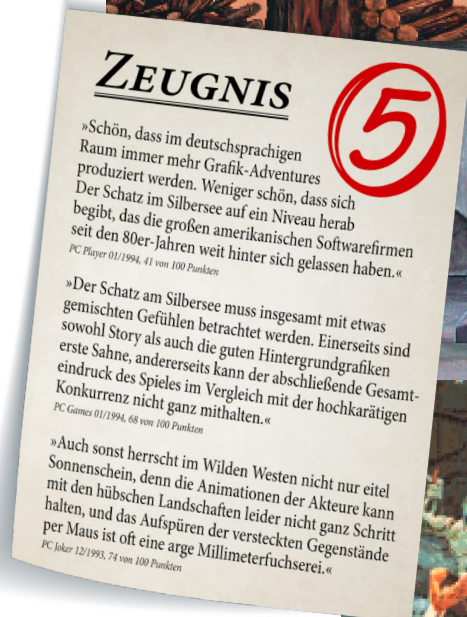 ZEUGNIS
5
»Schön, dass im deutschsprachigen
Raum immer mehr Grafik-Adventures
produziert werden. Weniger schön, dass sich
Der Schatz im Silbersee auf ein Niveau herab
begibt, das die großen amerikanischen Softwarefirmen
seit den 80er-Jahren weit hinter sich gelassen haben.«
PC Player 01/1994, 41 von 100 Punkten
»Der Schatz am Silbersee muss insgesamt mit etwas
gemischten Gefühlen betrachtet werden. Einerseits sind
sowohl Story als auch die guten Hintergrundgrafiken
erste Sahne, andererseits kann der abschließende Gesamt-
eindruck des Spieles im Vergleich mit der hochkarätigen
Konkurrenz nicht ganz mithalten.«
PC Games 01/1994, 68 von 100 Punkten
»Auch sonst herrscht im Wilden Westen nicht nur eitel
Sonnenschein, denn die Animationen der Akteure kann
mit den hübschen Landschaften leider nicht ganz Schritt
halten, und das Aufspüren der versteckten Gegenstände
per Maus ist oft eine arge Millimeterfuchserei.«
PC Joker 12/1993, 74 von 100 Punkten